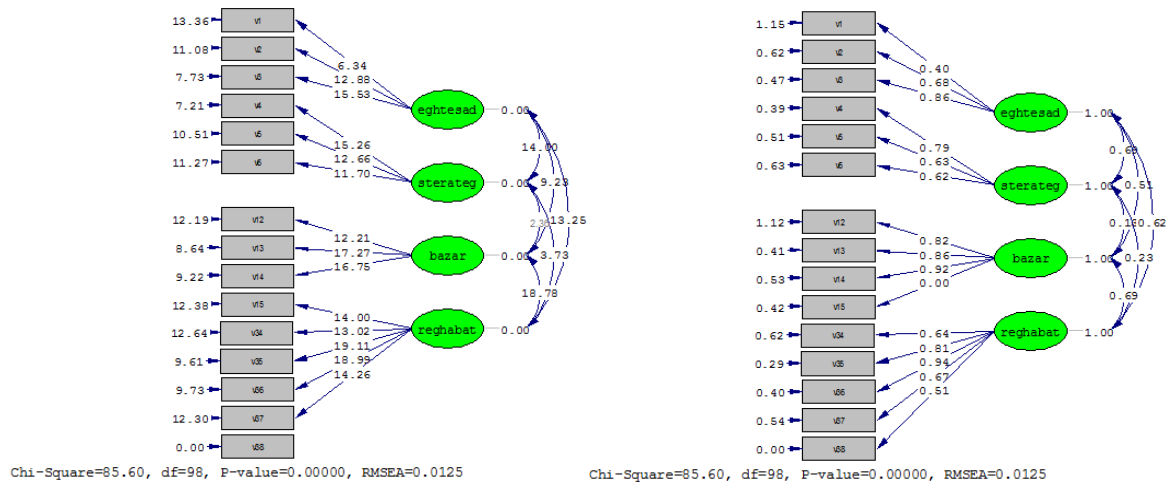 13.36 v1
11.08 v2
7.73 v3
7.21 v4
10.51 v5
11.27 v6
12.19 v12
8.64 v13
9.22 v14
12.38 v15
12.64 v34
9.61 v35
9.73 v36
12.30 v37
0.00 v38
6.34
12.88
15.53
15.26
12.66
11.70
12.21
17.27
16.75
14.00
13.02
19.11
18.99
14.26
eghtesad 0.00
sterateg 0.00
bazar 0.00
reghabat 0.00
14.00
9.23
13.25
3.73
18.78
Chi-Square=85.60, df=98, P-value=0.00000, RMSEA=0.0125
1.15 v1
0.62 v2
0.47 v3
0.39 v4
0.51 v5
0.63 v6
1.12 v12
0.41 v13
0.53 v14
0.42 v15
0.62 v34
0.29 v35
0.40 v36
0.54 v37
0.00 v38
0.40
0.68
0.86
0.79
0.63
0.62
0.82
0.86
0.92
0.00
0.64
0.81
0.94
0.67
0.51
eghtesad 1.00
sterateg 1.00
bazar 1.00
reghabat 1.00
0.69
0.51
0.62
0.23
0.69
Chi-Square=85.60, df=98, P-value=0.00000, RMSEA=0.0125